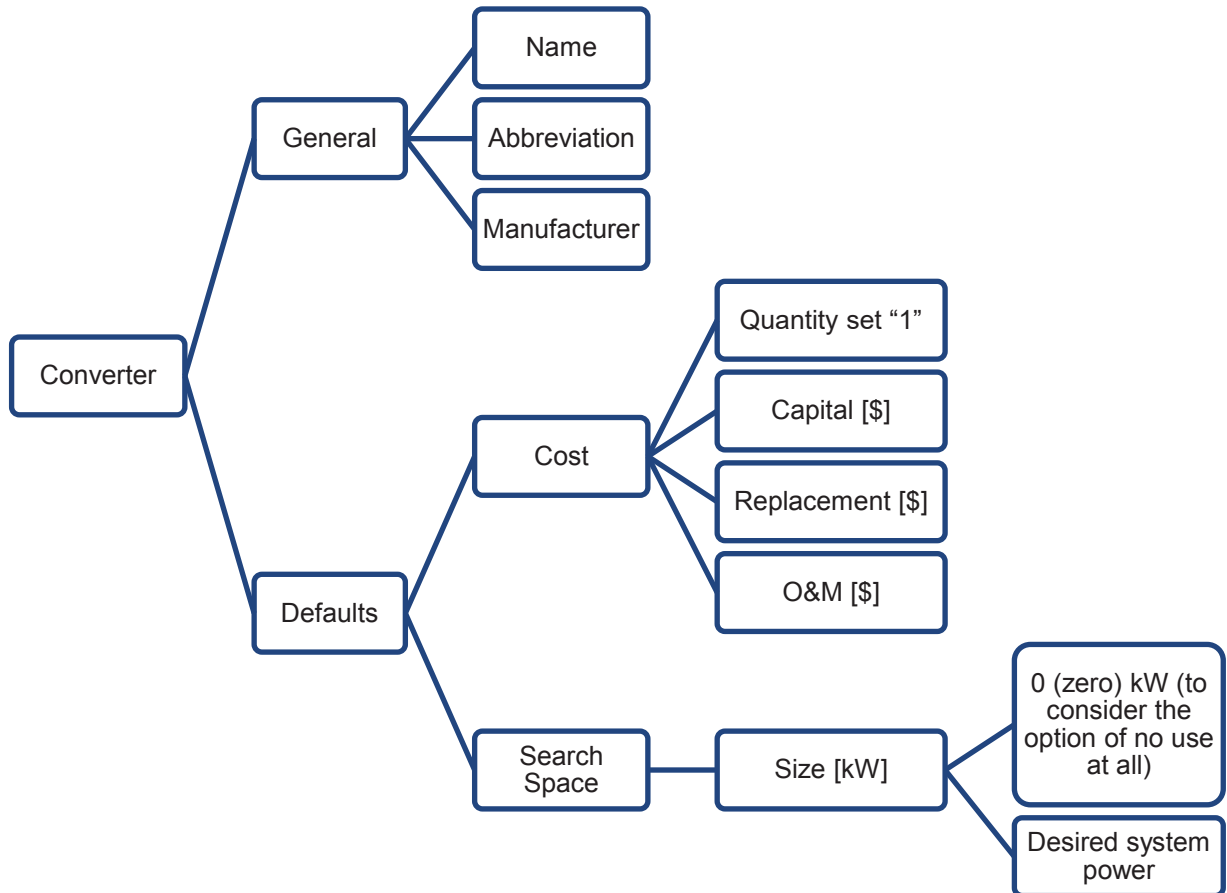 Name
General
Abbreviation
Manufacturer
Converter
Quantity set “1”
Capital [$]
Cost
Replacement [$]
O&M [$]
Defaults
0 (zero) kW (to
consider the
option of no use
at all)
Search
Space
Size [kW]
Desired system
power